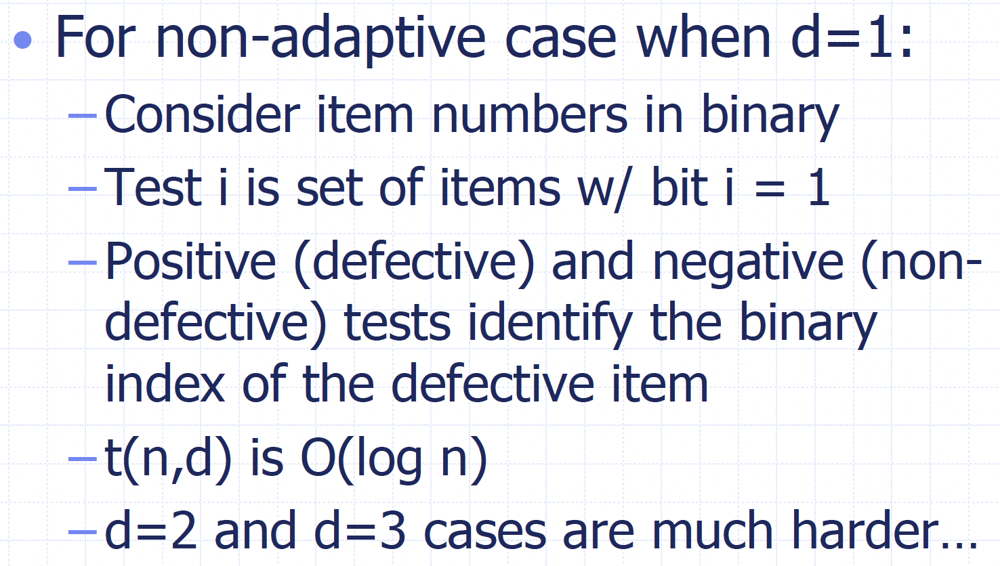 • For non-adaptive case when d=1:
– Consider item numbers in binary
– Test i is set of items w/ bit i = 1
– Positive (defective) and negative (non-
defective) tests identify the binary
index of the defective item
– t(n,d) is O(log n)
– d=2 and d=3 cases are much harder…